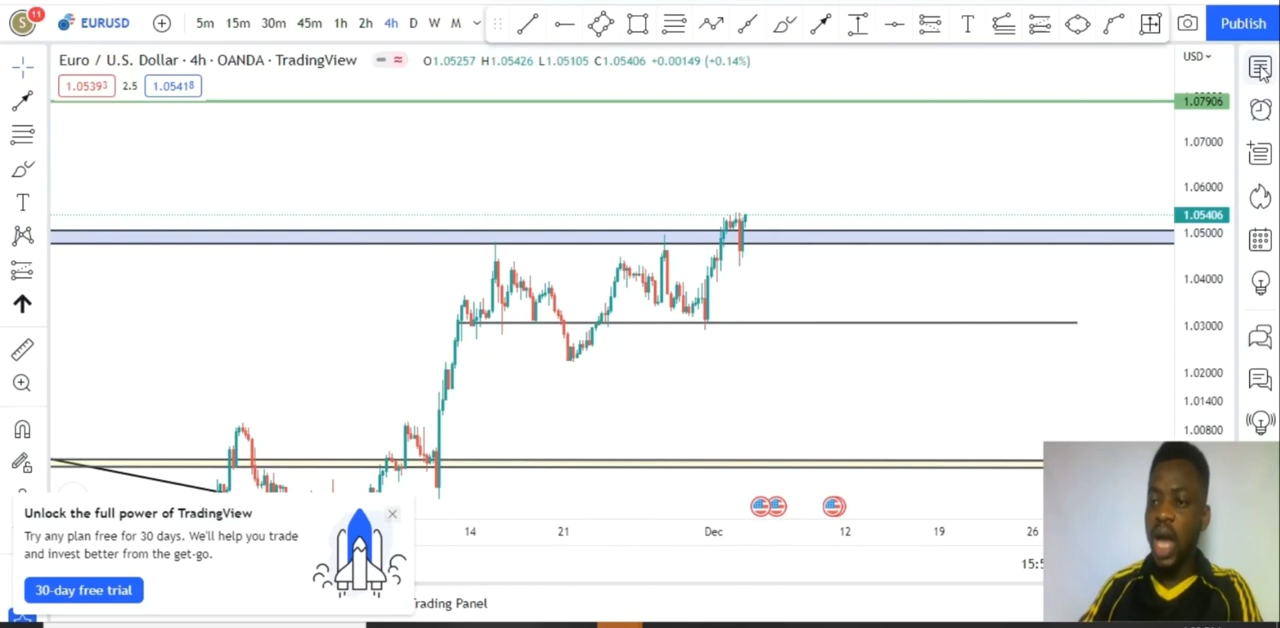 S 11 EURUSD 5m 15m 30m 45m 1h 2h 4h D W M T Publish
Euro / U.S. Dollar · 4h · OANDA · TradingView O1.05257 H1.05426 L1.05105 C1.05406 +0.00149 (+0.14%) USD
1.05393 2.5 1.05418
1.07906
1.07000
1.06000
1.05406
1.05000
1.04000
1.03000
1.02000
1.01400
1.00800
T
Unlock the full power of TradingView
Try any plan free for 30 days. We'll help you trade
and invest better from the get-go.
30-day free trial
14 21 Dec 12 19 26
15:5
rading Panel